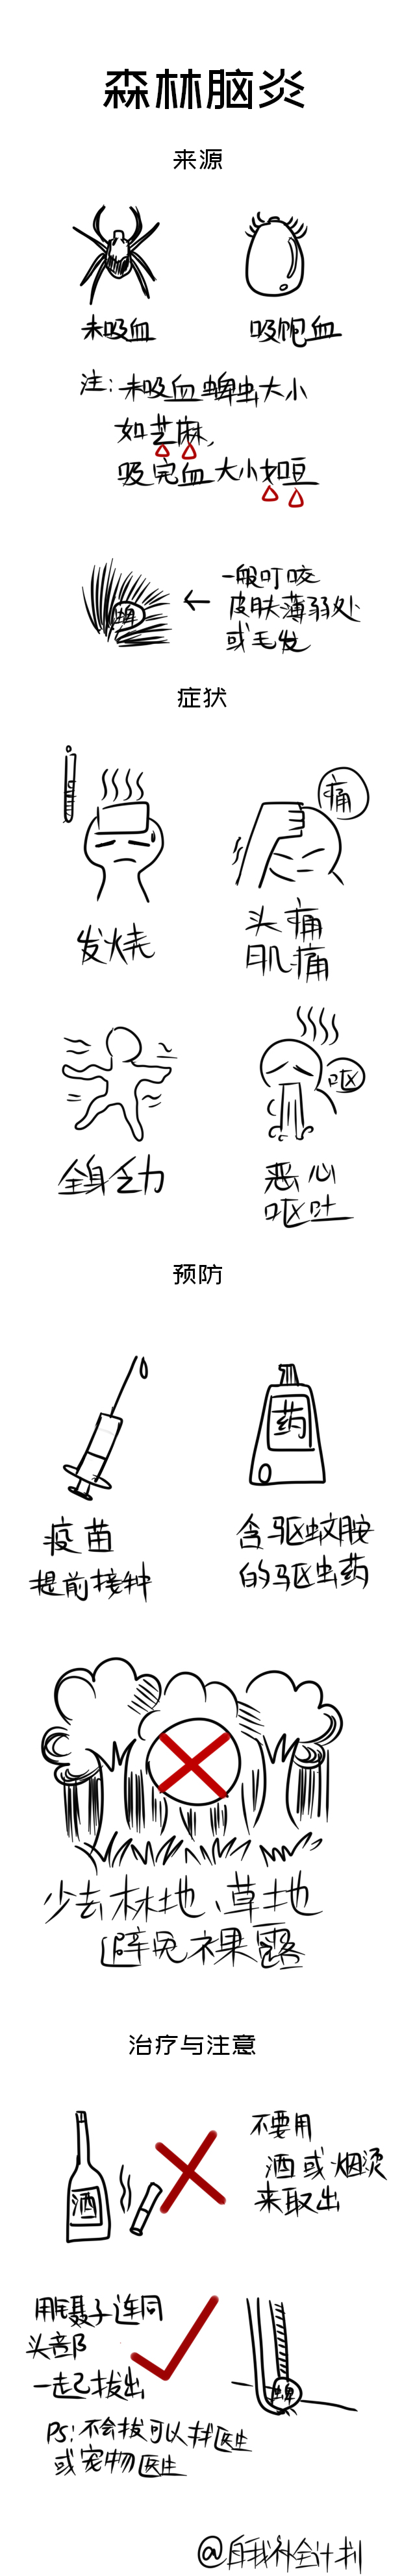 森林脑炎
来源
未吸血
吸饱血
注:未吸血蜱虫大小
如芝麻,
吸完血大小如豆
蜱
一般叮咬
皮肤薄弱处
或毛发
症状
痛
发烧
头痛
肌痛
呕
全身乏力
恶心
呕吐
预防
药
疫苗
提前接种
含驱蚊胺
的驱虫药
少去林地、草地
避免裸露
治疗与注意
酒
不要用
酒或烟烫
来取出
用镊子连同
头部
一起拔出
蜱
PS:不会拔可以找医生
或宠物医生
@自我补全计划